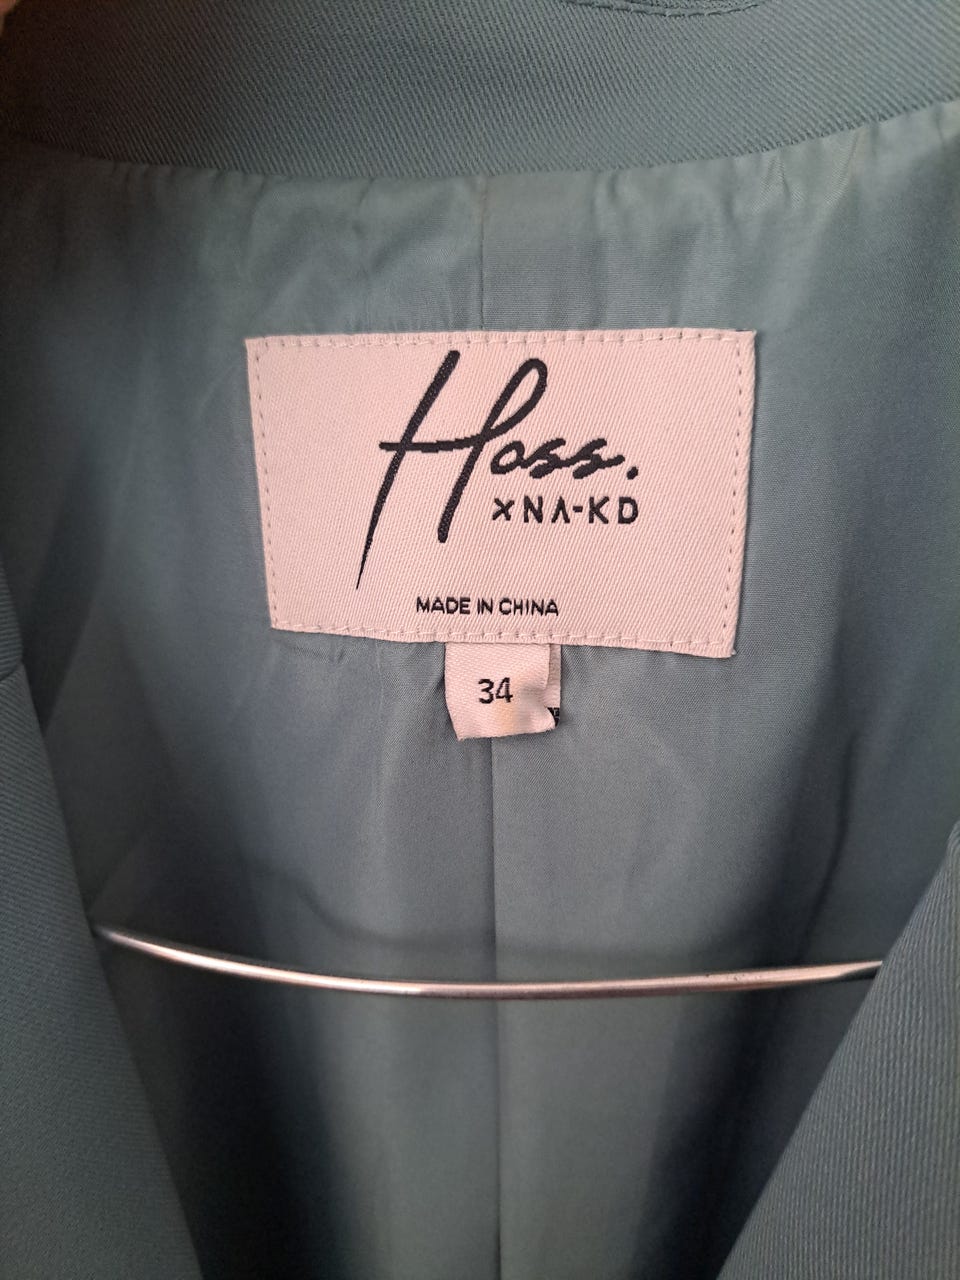 Hoss.
×NA-KD
MADE IN CHINA
34